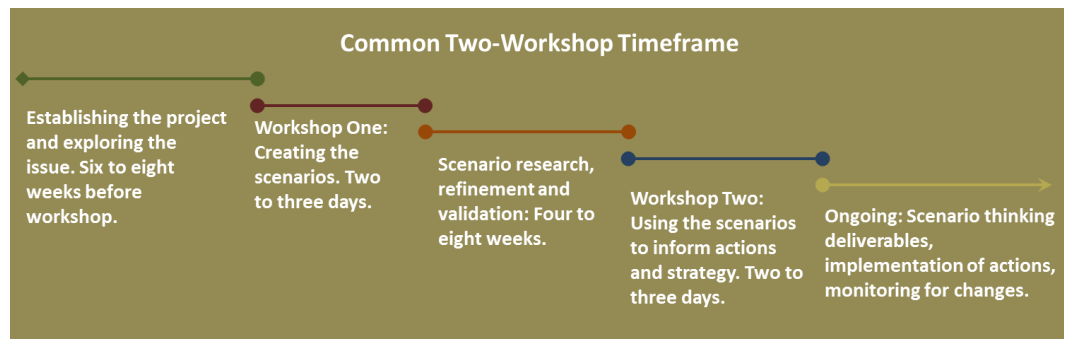 Common Two-Workshop Timeframe
Establishing the project
and exploring the
issue. Six to eight
weeks before
workshop.
Workshop One:
Creating the
scenarios. Two
to three days.
Scenario research,
refinement and
validation: Four to
eight weeks.
Workshop Two:
Using the scenarios
to inform actions
and strategy. Two to
three days.
Ongoing: Scenario thinking
deliverables,
implementation of actions,
monitoring for changes.